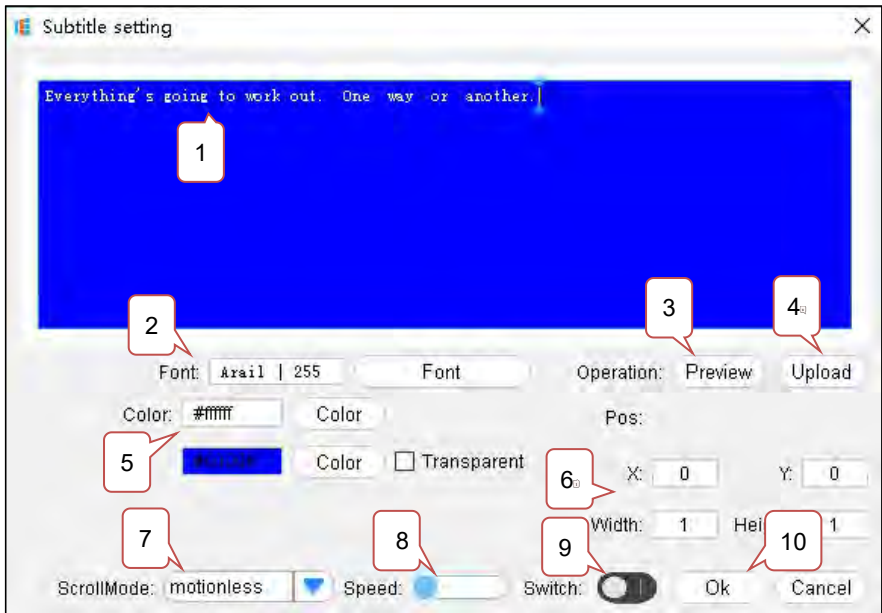 Subtitle setting
Everything's going to work out. One way or another.
1
2
3
4
Font: Arail | 255 Font Operation: Preview Upload
Color: #ffffff Color Pos:
5
Color Transparent
6 X: 0 Y: 0
Width: 1 Hei 1
7
8
9
10
ScrollMode: motionless Speed: Switch: Ok Cancel